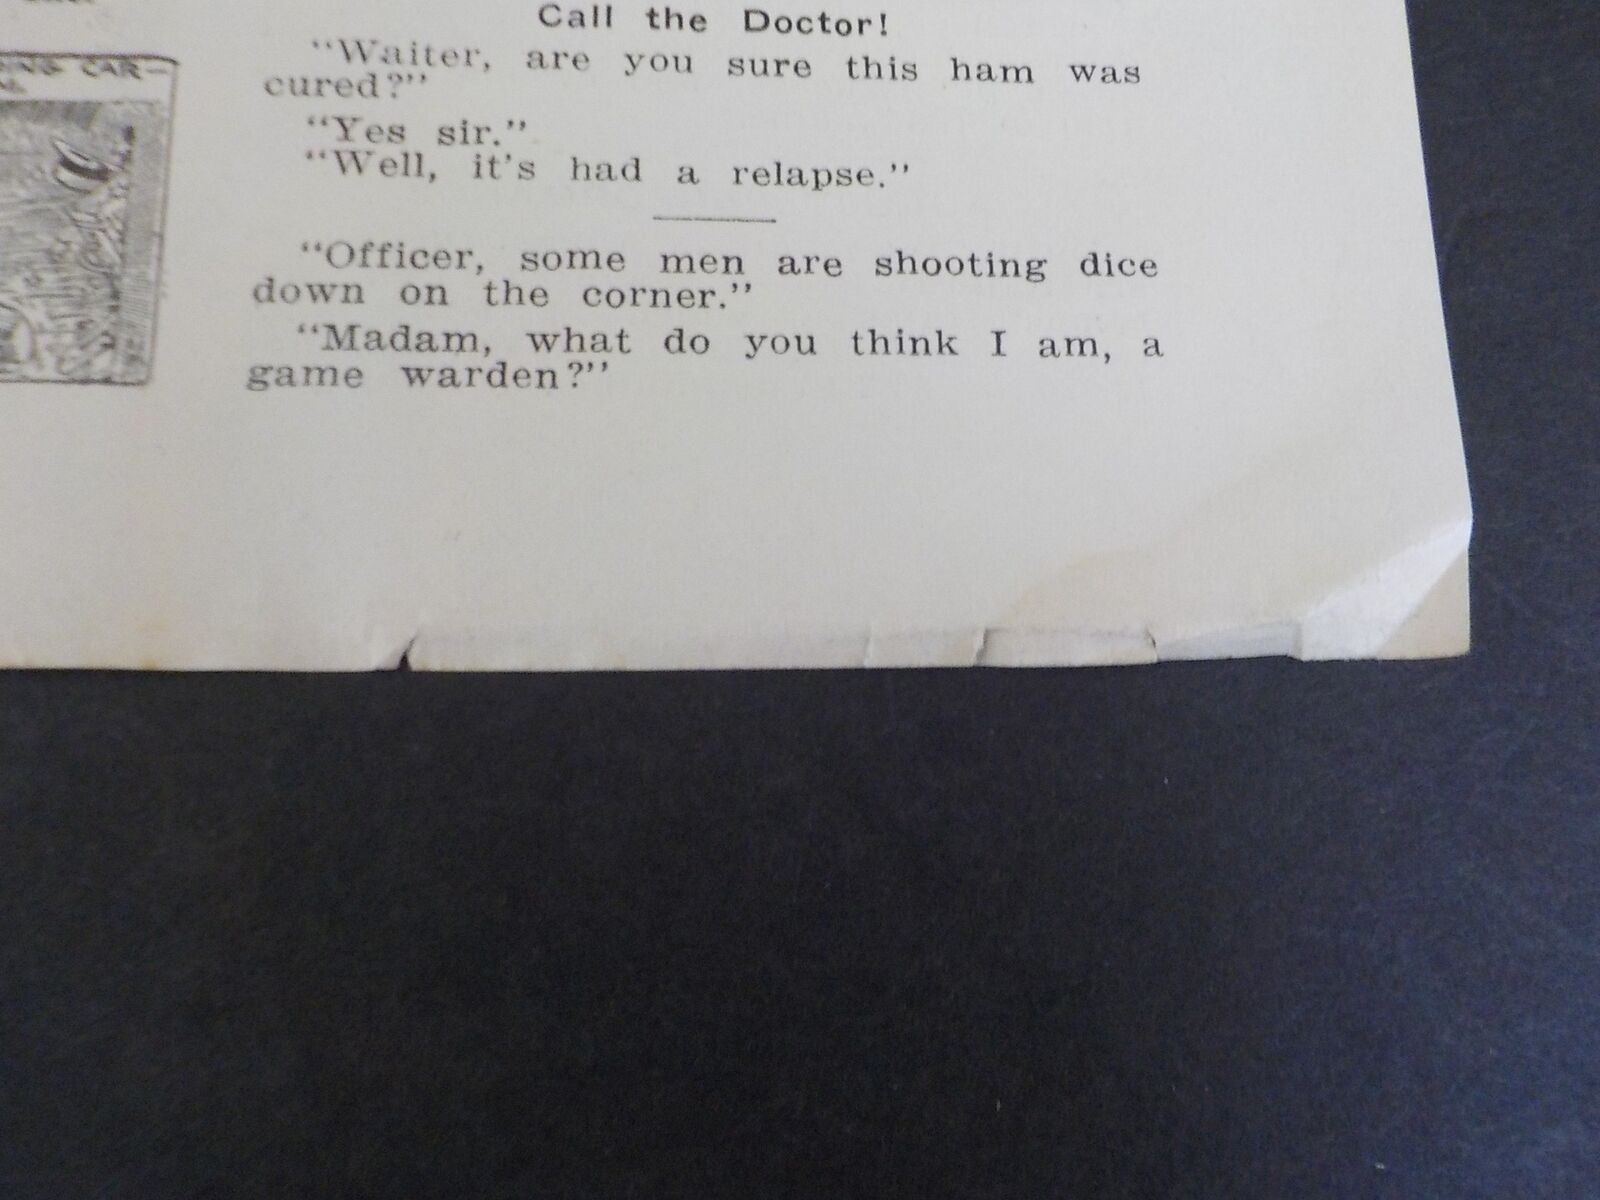 Call the Doctor!
"Waiter, are you sure this ham was
cured?"
"Yes sir."
"Well, it's had a relapse."
"Officer, some men are shooting dice
down on the corner."
"Madam, what do you think I am, a
game warden?"
CAR-